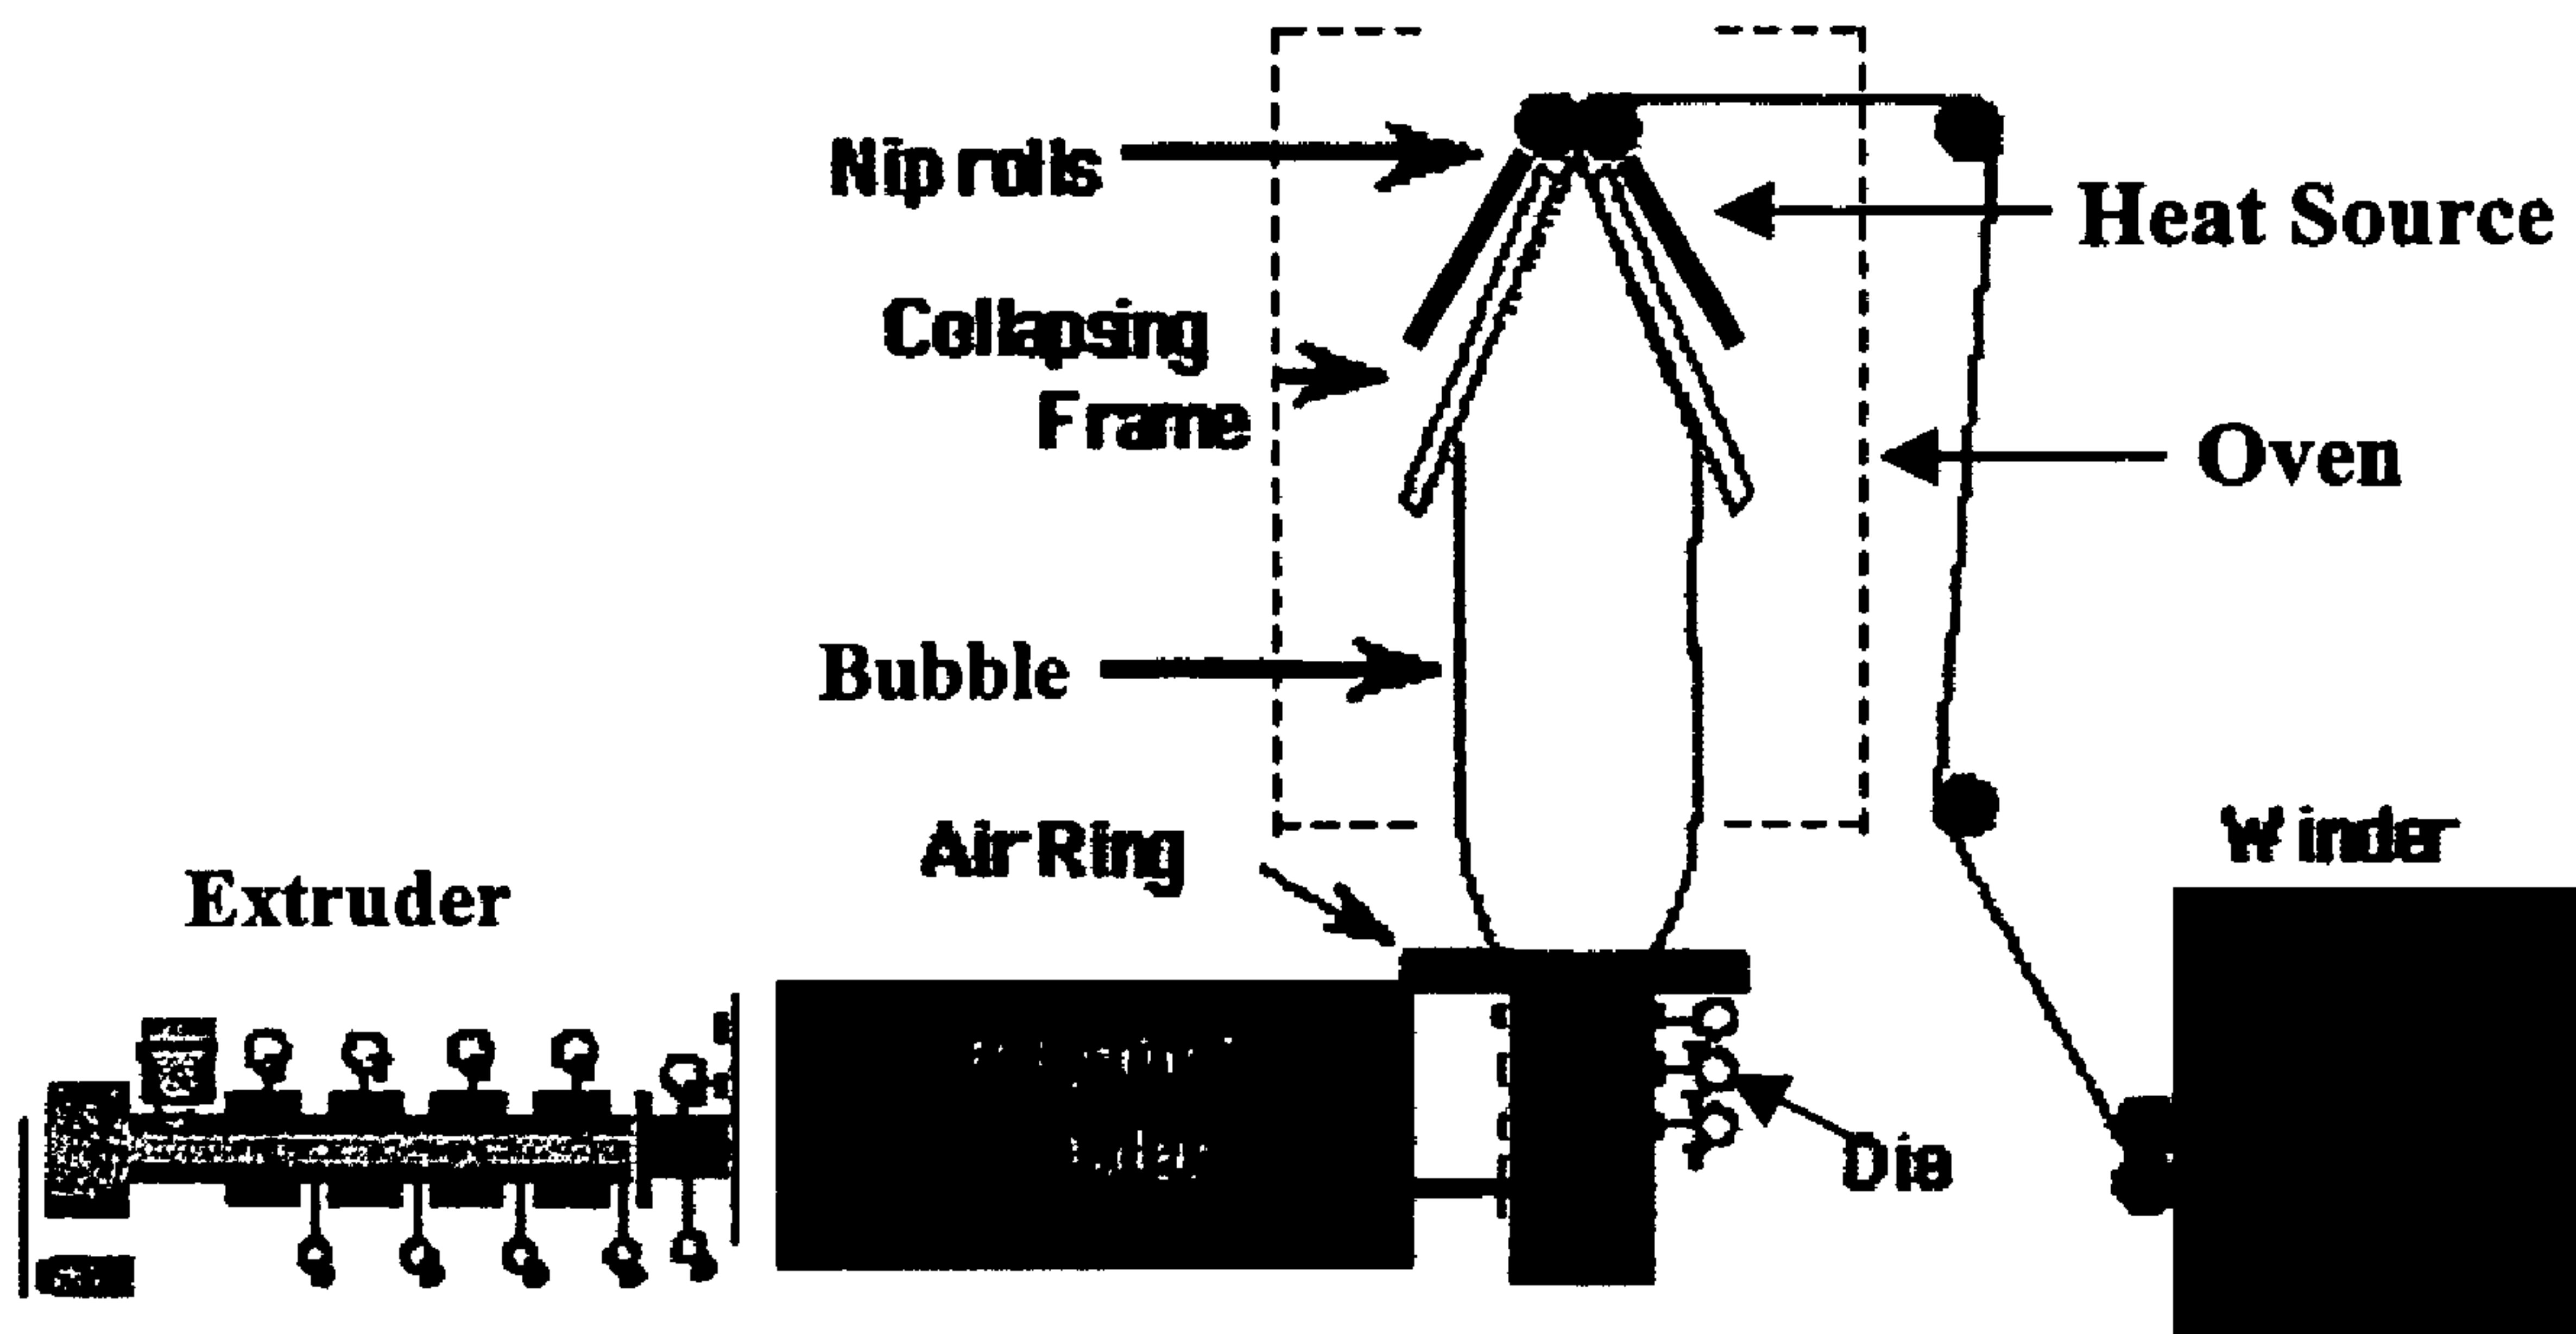 Nip rolls
Heat Source
Collapsing
Frame
Oven
Bubble
Air Ring
Winder
Extruder
Die